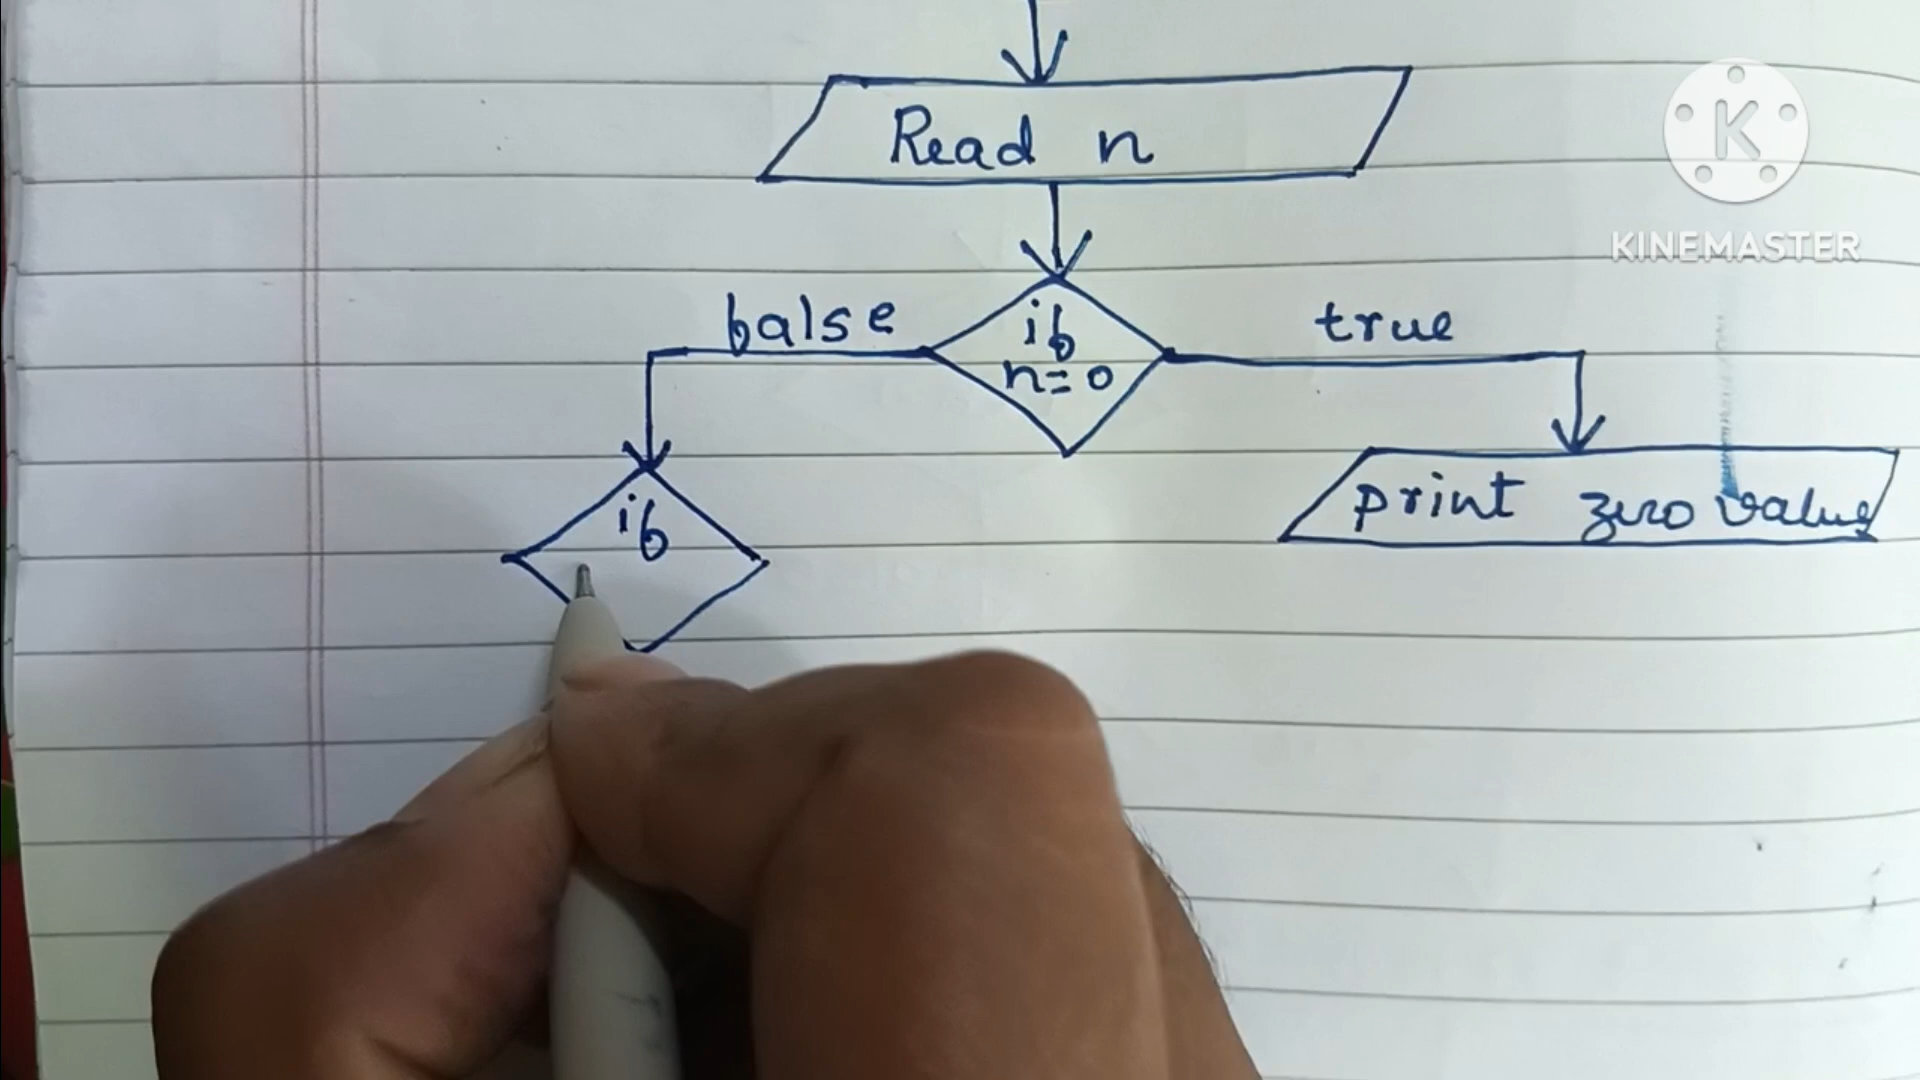 Read n
false
if
n=0
true
if
print zero value
K
KINEMASTER